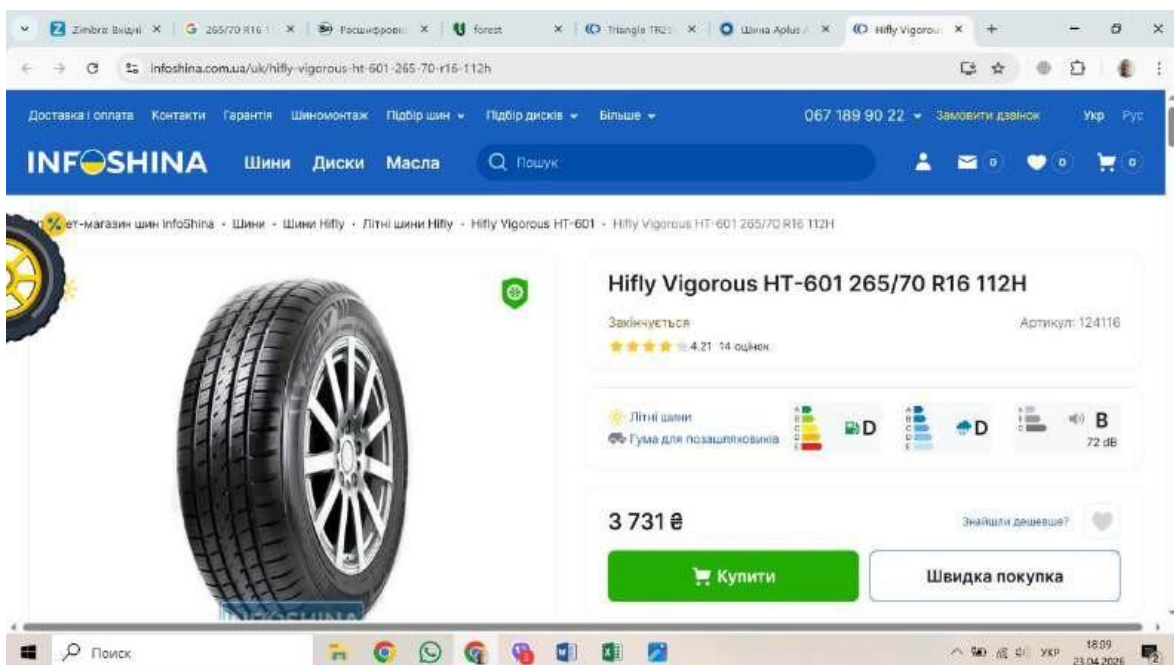 Zimbra: Вхідні
265/70 R16 11
Расшифровк
forest
Triangle TR25
Шина Aplus A
Hifly Vigorou
infoshina.com.ua/uk/hifly-vigorous-ht-601-265-70-r16-112h
Доставка і оплата Контакти Гарантія Шиномонтаж Підбір шин Підбір дисків Більше 067 189 90 22 Замовити дзвінок Укр Рус
INFOSHINA Шини Диски Масла Пошук 0 0 0
ет-магазин шин InfoShina - Шини - Шини Hifly - Літні шини Hifly - Hifly Vigorous HT-601 - Hifly Vigorous HT-601 265/70 R16 112H
Hifly Vigorous HT-601 265/70 R16 112H
Закінчується Артикул: 124116
4.21 14 оцінок
Літні шини
Гума для позашляховиків
D D B
72 dB
3 731 ₴ Знайшли дешевше?
Купити Швидка покупка
INFOSHINA
Поиск
УКР 18:09
23.04.2026